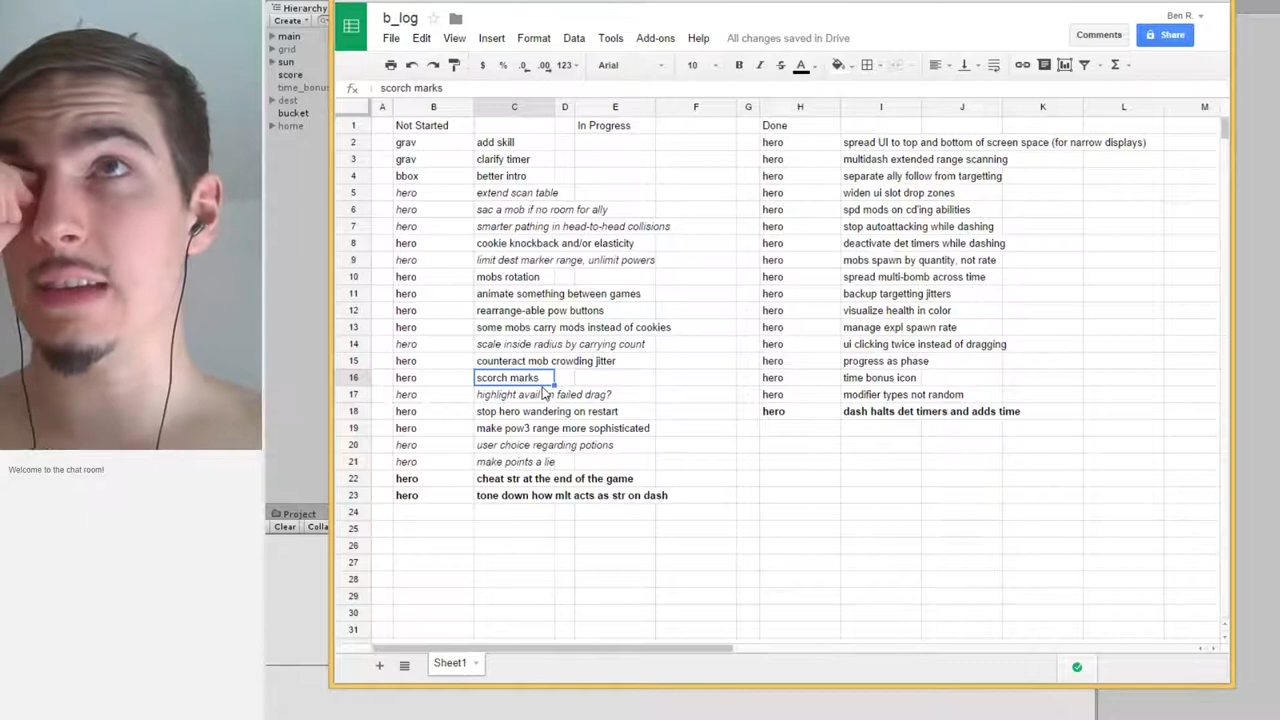 Hierarchy
Create
main
grid
sun
score
time_bonu
dest
bucket
home
Welcome to the chat room!
Project
Clear Colla
b_log
Ben R.
File Edit View Insert Format Data Tools Add-ons Help All changes saved in Drive
Comments Share
$ % .0 .00 123 Arial 10 B I S A Σ
fx scorch marks
A B C D E F G H I J K L M
1 Not Started In Progress Done
2 grav add skill hero spread UI to top and bottom of screen space (for narrow displays)
3 grav clarify timer hero multidash extended range scanning
4 bbox better intro hero separate ally follow from targetting
5 hero extend scan table hero widen ui slot drop zones
6 hero sac a mob if no room for ally hero spd mods on cd'ing abilities
7 hero smarter pathing in head-to-head collisions hero stop autoattacking while dashing
8 hero cookie knockback and/or elasticity hero deactivate det timers while dashing
9 hero limit dest marker range, unlimit powers hero mobs spawn by quantity, not rate
10 hero mobs rotation hero spread multi-bomb across time
11 hero animate something between games hero backup targetting jitters
12 hero rearrange-able pow buttons hero visualize health in color
13 hero some mobs carry mods instead of cookies hero manage expl spawn rate
14 hero scale inside radius by carrying count hero ui clicking twice instead of dragging
15 hero counteract mob crowding jitter hero progress as phase
16 hero scorch marks hero time bonus icon
17 hero highlight avail n failed drag? hero modifier types not random
18 hero stop hero wandering on restart hero dash halts det timers and adds time
19 hero make pow3 range more sophisticated
20 hero user choice regarding potions
21 hero make points a lie
22 hero cheat str at the end of the game
23 hero tone down how mlt acts as str on dash
24
25
26
27
28
29
30
31
Sheet1